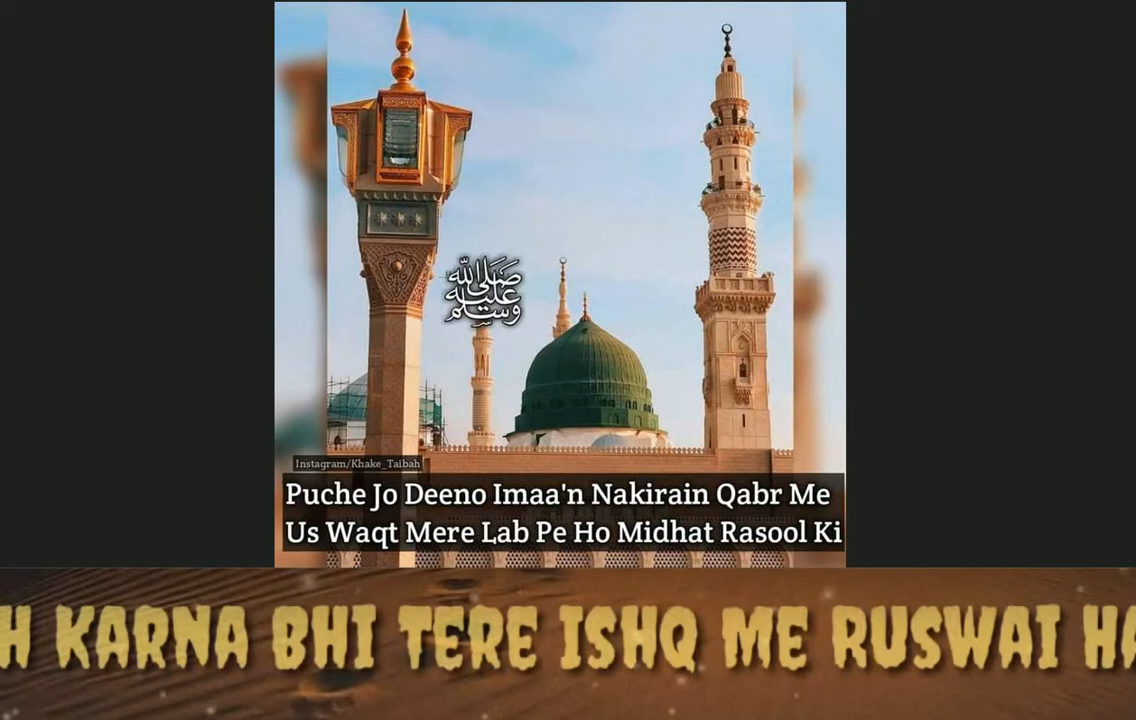 صلى الله
عليه
وسلم
Instagram/Khake_Taibah
Puche Jo Deeno Imaa'n Nakirain Qabr Me
Us Waqt Mere Lab Pe Ho Midhat Rasool Ki
H KARNA BHI TERE ISHQ ME RUSWAI HA